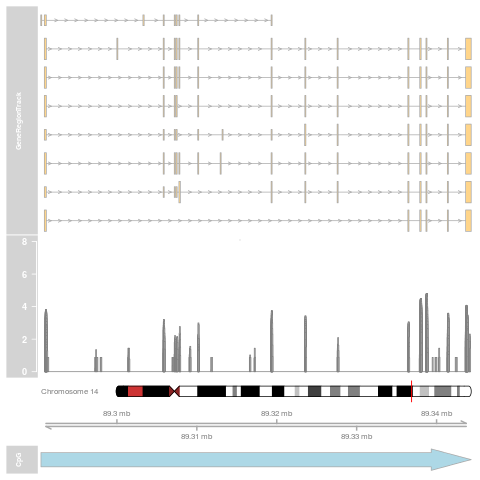 GeneRegionTrack
8
6
4
2
0
Chromosome 14
89.3 mb
89.32 mb
89.34 mb
89.31 mb
89.33 mb
CpG